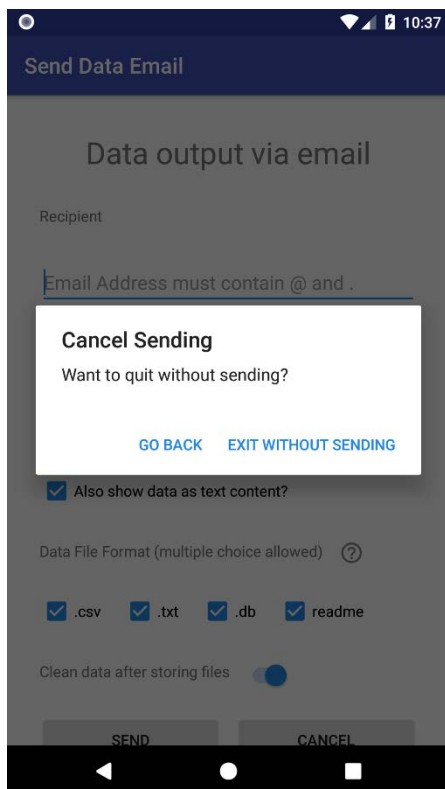 10:37
Send Data Email
Data output via email
Recipient
Email Address must contain @ and .
Cancel Sending
Want to quit without sending?
GO BACK EXIT WITHOUT SENDING
Also show data as text content?
Data File Format (multiple choice allowed) ?
.csv .txt .db readme
Clean data after storing files
SEND CANCEL